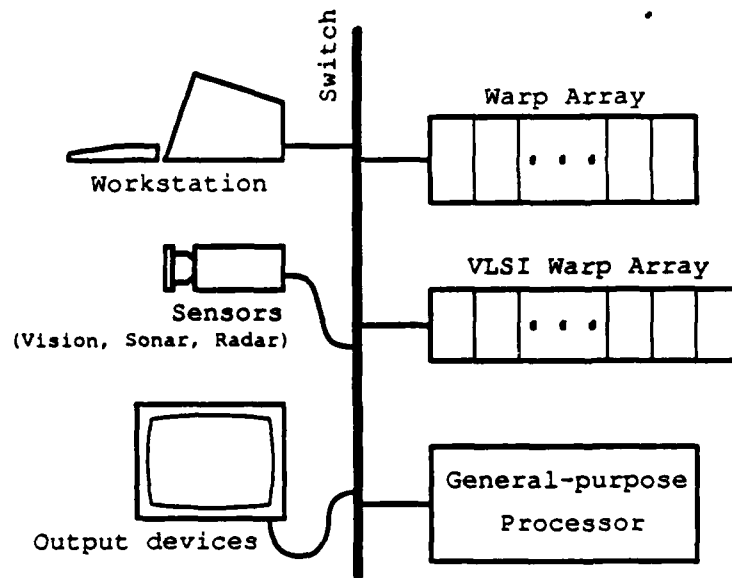 Switch
Warp Array
Workstation
VLSI Warp Array
Sensors
(Vision, Sonar, Radar)
General-purpose
Processor
Output devices